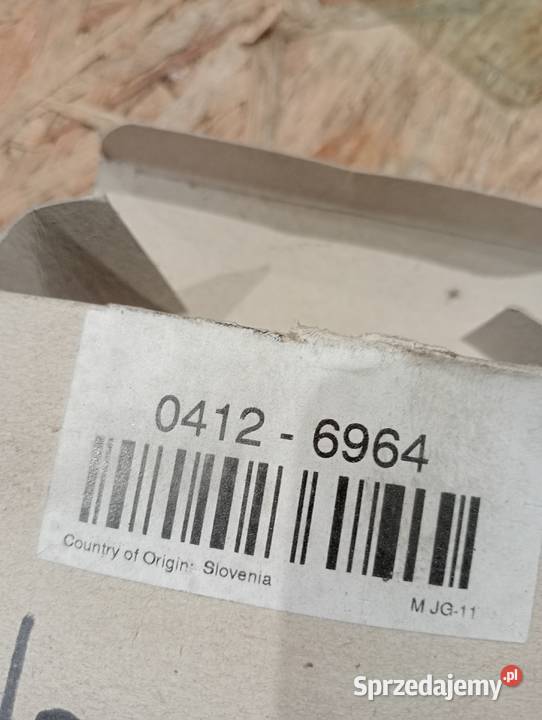 0412 - 6964
Country of Origin: Slovenia
M JG-11
Sprzedajemy.pl